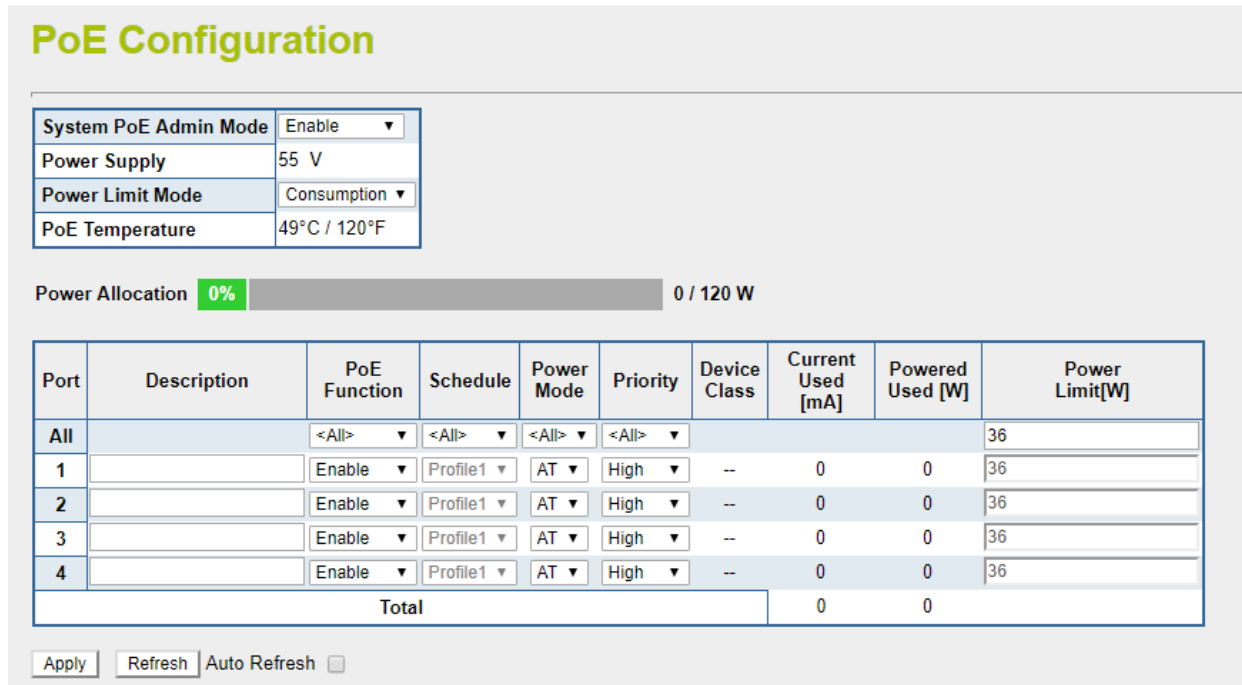 PoE Configuration
System PoE Admin Mode Enable
Power Supply 55 V
Power Limit Mode Consumption
PoE Temperature 49°C / 120°F
Power Allocation 0% 0 / 120 W
Port Description PoE Function Schedule Power Mode Priority Device Class Current Used [mA] Powered Used [W] Power Limit[W]
All <All> <All> <All> <All> 36
1 Enable Profile1 AT High -- 0 0 36
2 Enable Profile1 AT High -- 0 0 36
3 Enable Profile1 AT High -- 0 0 36
4 Enable Profile1 AT High -- 0 0 36
Total 0 0
Apply Refresh Auto Refresh